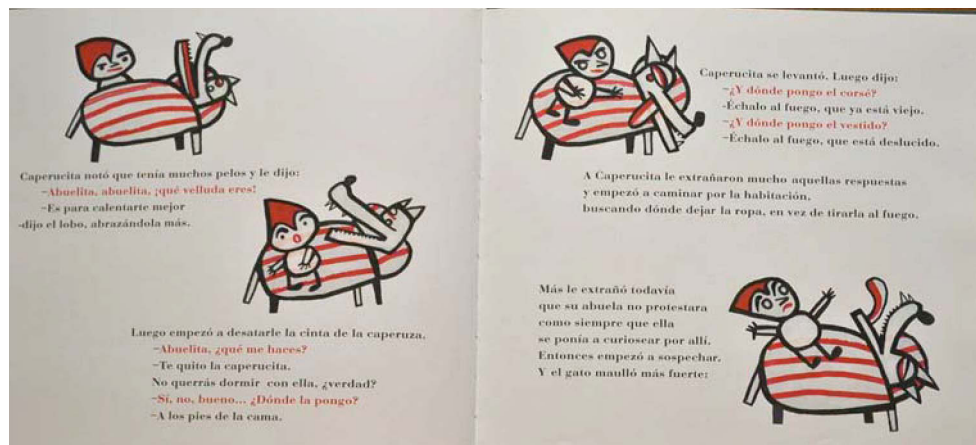 Caperucita notó que tenía muchos pelos y le dijo:
–Abuelita, abuelita, ¡qué velluda eres!
–Es para calentarte mejor
-dijo el lobo, abrazándola más.
Luego empezó a desatarle la cinta de la caperuza.
–Abuelita, ¿qué me haces?
–Te quito la caperucita.
No querrás dormir con ella, ¿verdad?
–Sí, no, bueno... ¿Dónde la pongo?
–A los pies de la cama.
Caperucita se levantó. Luego dijo:
–¿Y dónde pongo el corsé?
-Échalo al fuego, que ya está viejo.
–¿Y dónde pongo el vestido?
–Échalo al fuego, que está deslucido.
A Caperucita le extrañaron mucho aquellas respuestas
y empezó a caminar por la habitación,
buscando dónde dejar la ropa, en vez de tirarla al fuego.
Más le extrañó todavía
que su abuela no protestara
como siempre que ella
se ponía a curiosear por allí.
Entonces empezó a sospechar.
Y el gato maulló más fuerte: